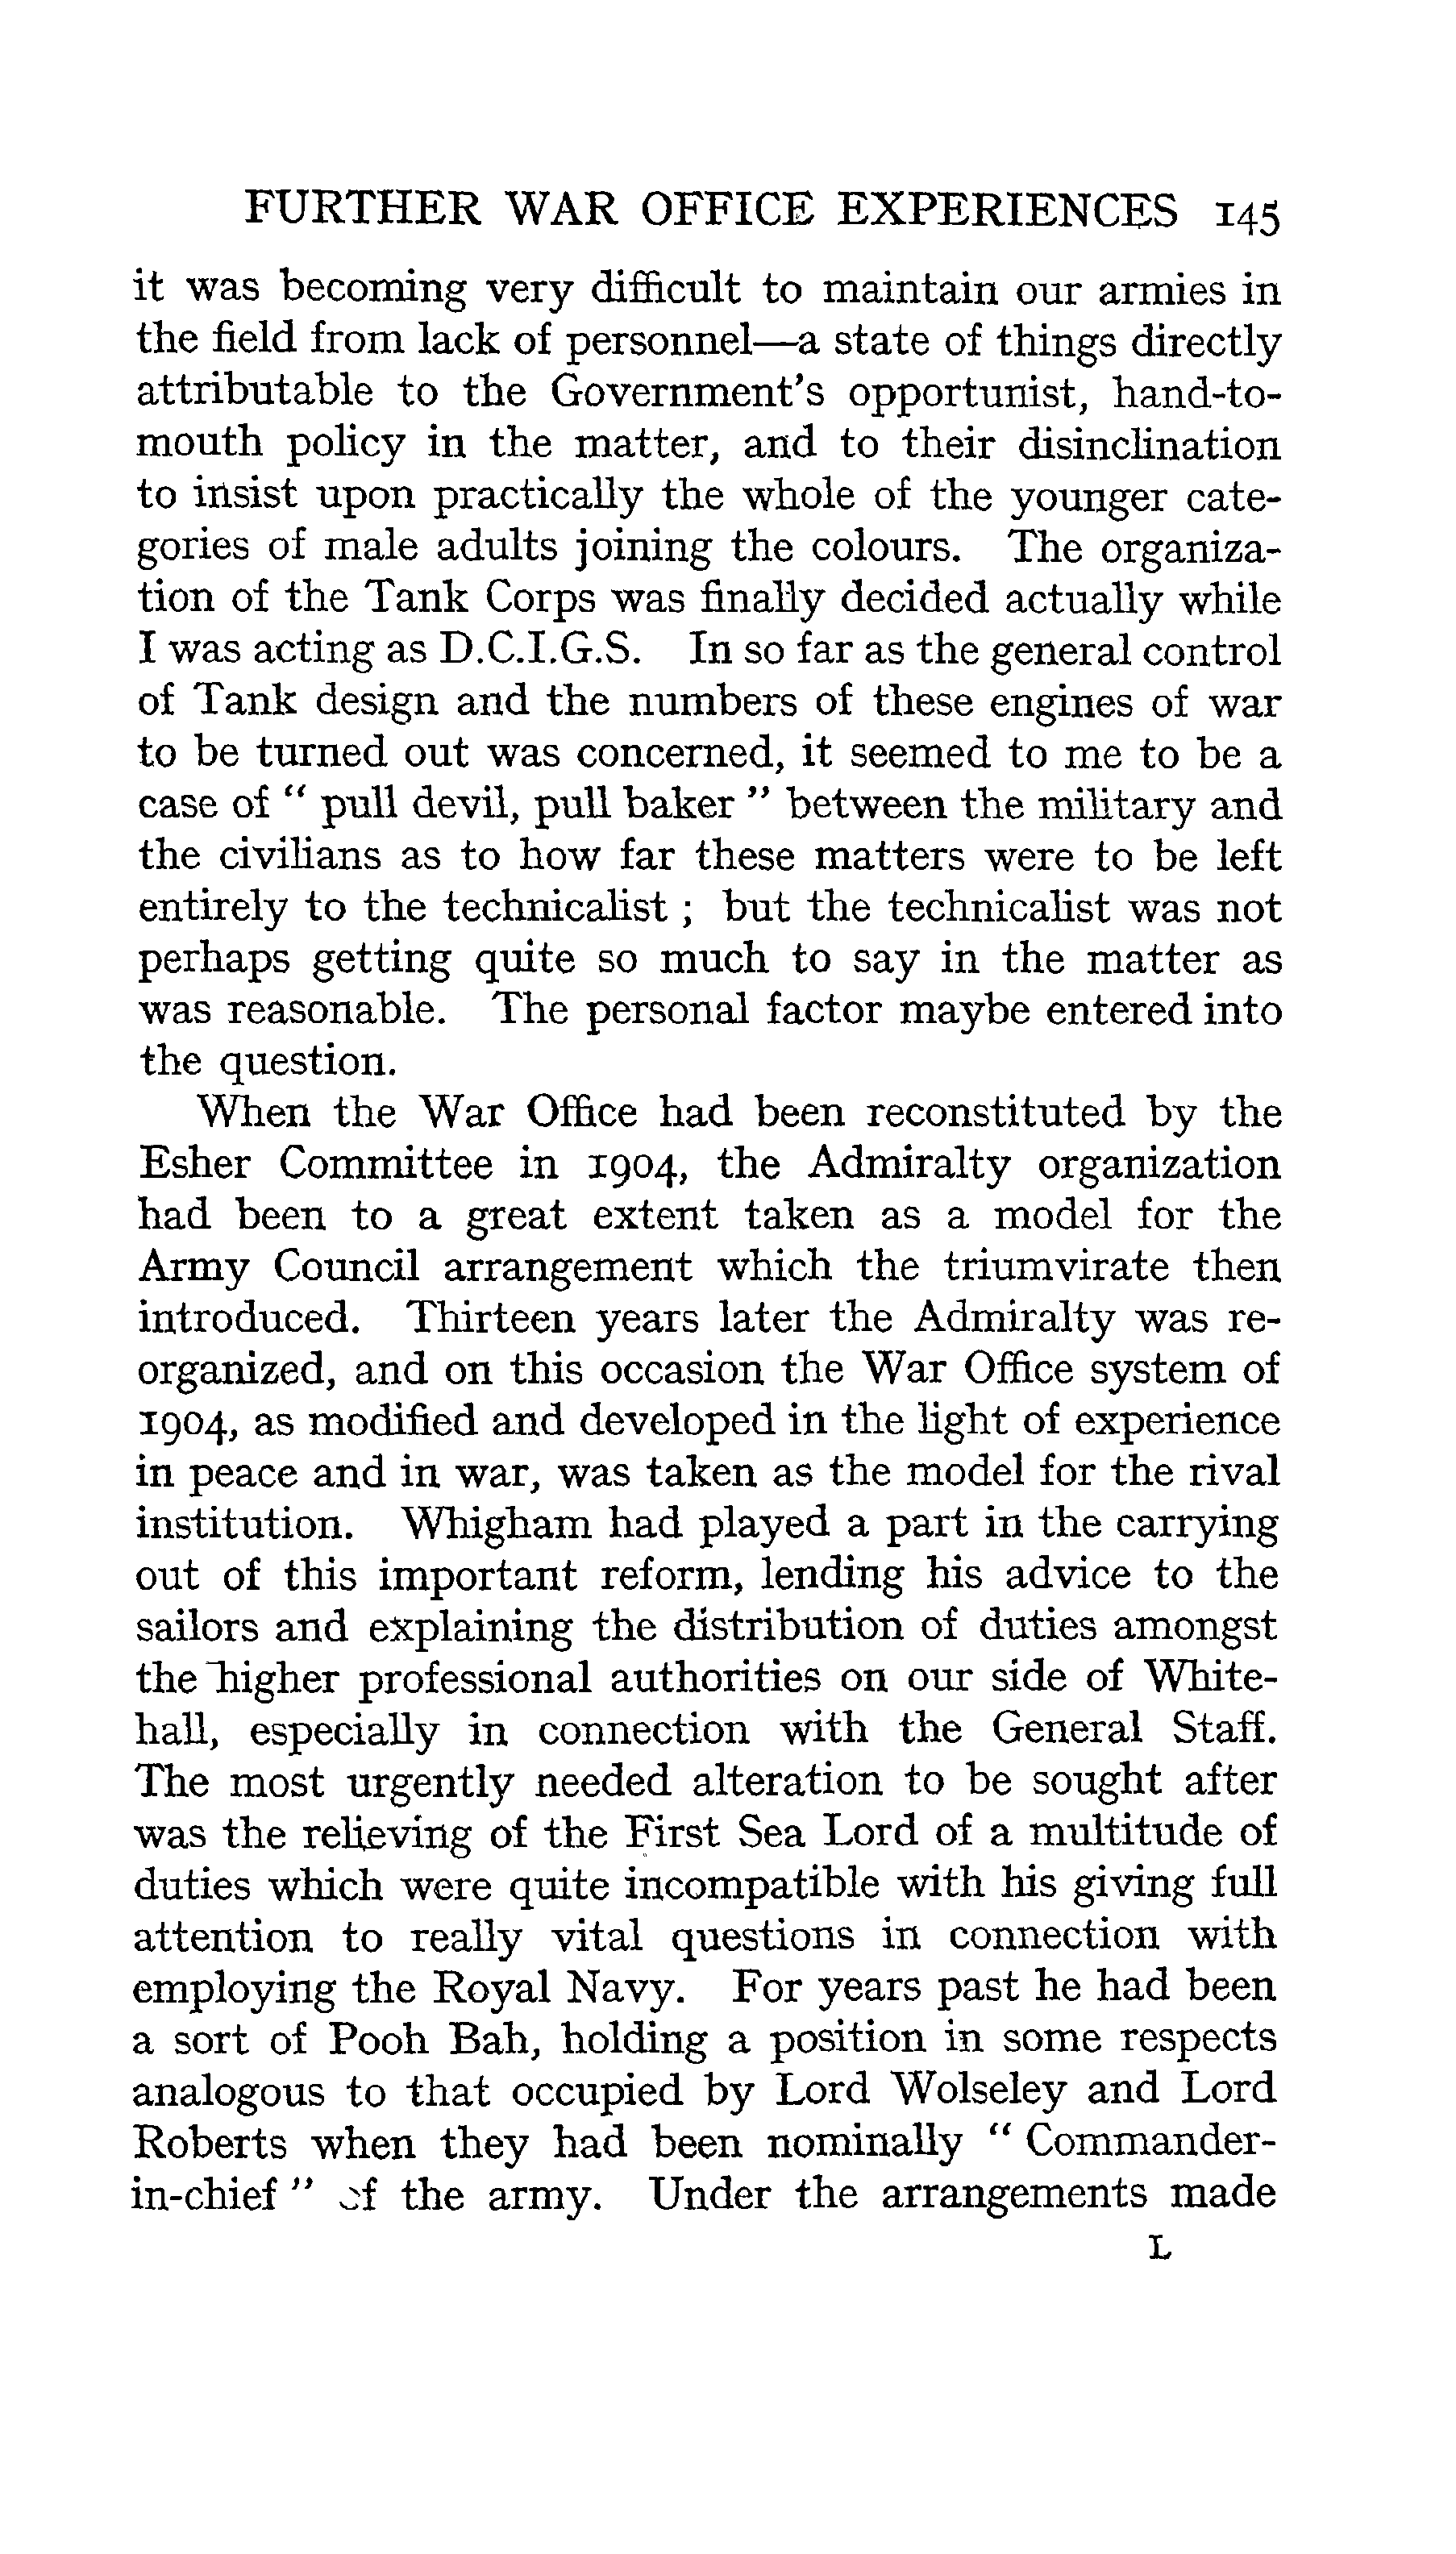 FURTHER WAR OFFICE EXPERIENCES 145
it was becoming very difficult to maintain our armies in
the field from lack of personnel—a state of things directly
attributable to the Government's opportunist, hand-to-
mouth policy in the matter, and to their disinclination
to insist upon practically the whole of the younger cate-
gories of male adults joining the colours. The organiza-
tion of the Tank Corps was finally decided actually while
I was acting as D.C.I.G.S. In so far as the general control
of Tank design and the numbers of these engines of war
to be turned out was concerned, it seemed to me to be a
case of " pull devil, pull baker " between the military and
the civilians as to how far these matters were to be left
entirely to the technicalist ; but the technicalist was not
perhaps getting quite so much to say in the matter as
was reasonable. The personal factor maybe entered into
the question.
When the War Office had been reconstituted by the
Esher Committee in 1904, the Admiralty organization
had been to a great extent taken as a model for the
Army Council arrangement which the triumvirate then
introduced. Thirteen years later the Admiralty was re-
organized, and on this occasion the War Office system of
1904, as modified and developed in the light of experience
in peace and in war, was taken as the model for the rival
institution. Whigham had played a part in the carrying
out of this important reform, lending his advice to the
sailors and explaining the distribution of duties amongst
the higher professional authorities on our side of White-
hall, especially in connection with the General Staff.
The most urgently needed alteration to be sought after
was the relieving of the First Sea Lord of a multitude of
duties which were quite incompatible with his giving full
attention to really vital questions in connection with
employing the Royal Navy. For years past he had been
a sort of Pooh Bah, holding a position in some respects
analogous to that occupied by Lord Wolseley and Lord
Roberts when they had been nominally " Commander-
in-chief " of the army. Under the arrangements made
L